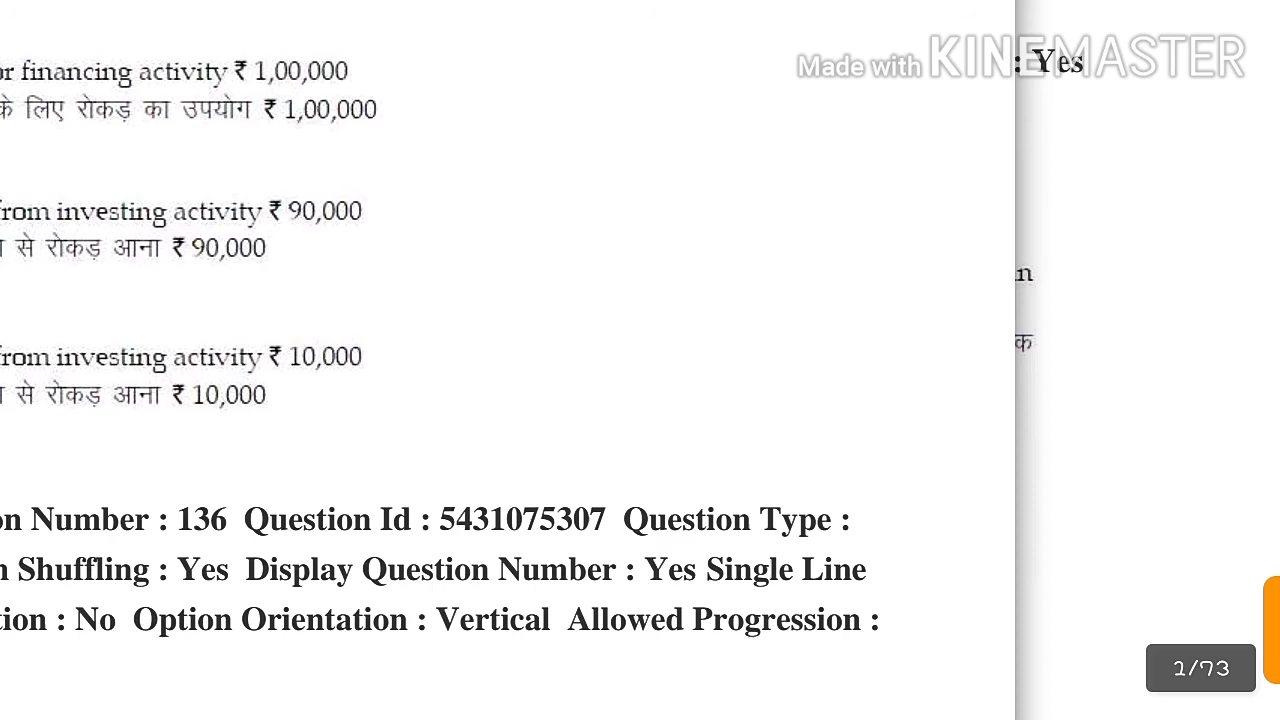 Made with KINEMASTER
: Yes
or financing activity ₹ 1,00,000
के लिए रोकड़ का उपयोग ₹ 1,00,000
from investing activity ₹ 90,000
से रोकड़ आना ₹ 90,000
n
क
from investing activity ₹ 10,000
से रोकड़ आना ₹ 10,000
on Number : 136 Question Id : 5431075307 Question Type :
n Shuffling : Yes Display Question Number : Yes Single Line
tion : No Option Orientation : Vertical Allowed Progression :
1/73